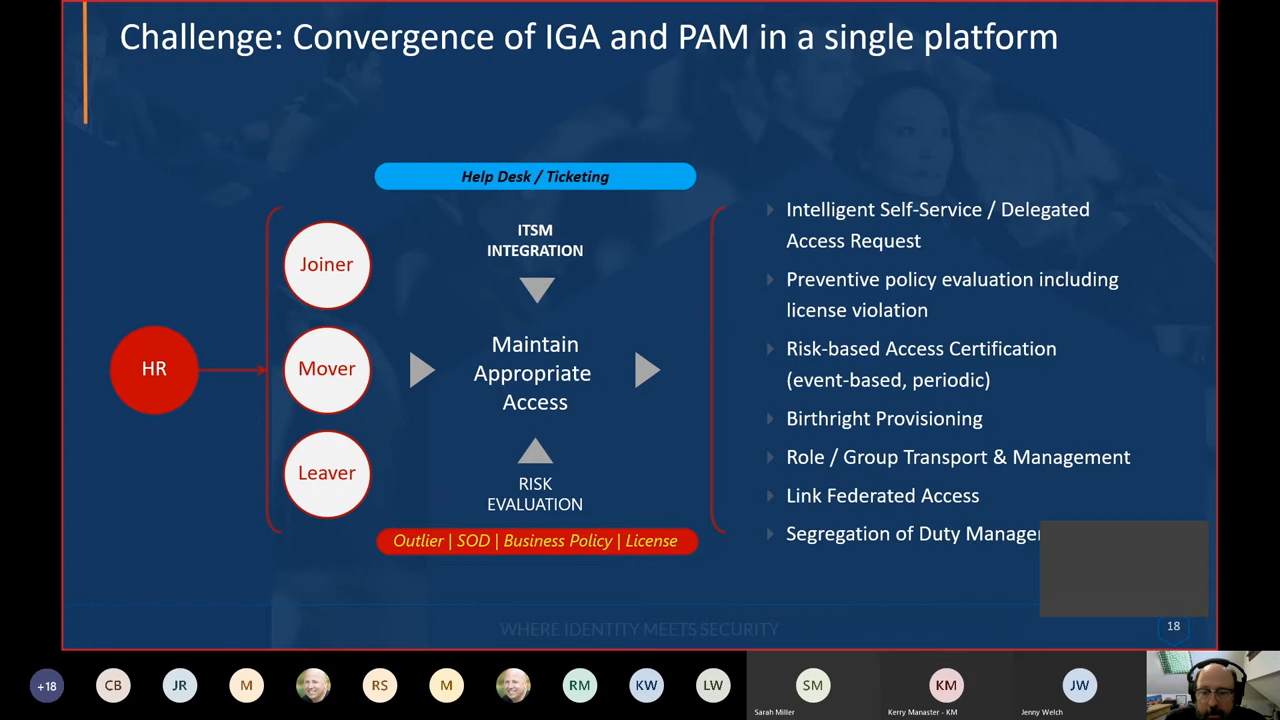 Challenge: Convergence of IGA and PAM in a single platform
Help Desk / Ticketing
ITSM
INTEGRATION
HR
Joiner
Mover
Leaver
Maintain
Appropriate
Access
RISK
EVALUATION
Outlier | SOD | Business Policy | License
Intelligent Self-Service / Delegated
Access Request
Preventive policy evaluation including
license violation
Risk-based Access Certification
(event-based, periodic)
Birthright Provisioning
Role / Group Transport & Management
Link Federated Access
Segregation of Duty
WHERE IDENTITY MEETS SECURITY
18
+18
CB
JR
M
RS
M
RM
KW
LW
SM
Sarah Miller
KM
Kerry Manaster - KM
JW
Jenny Welch